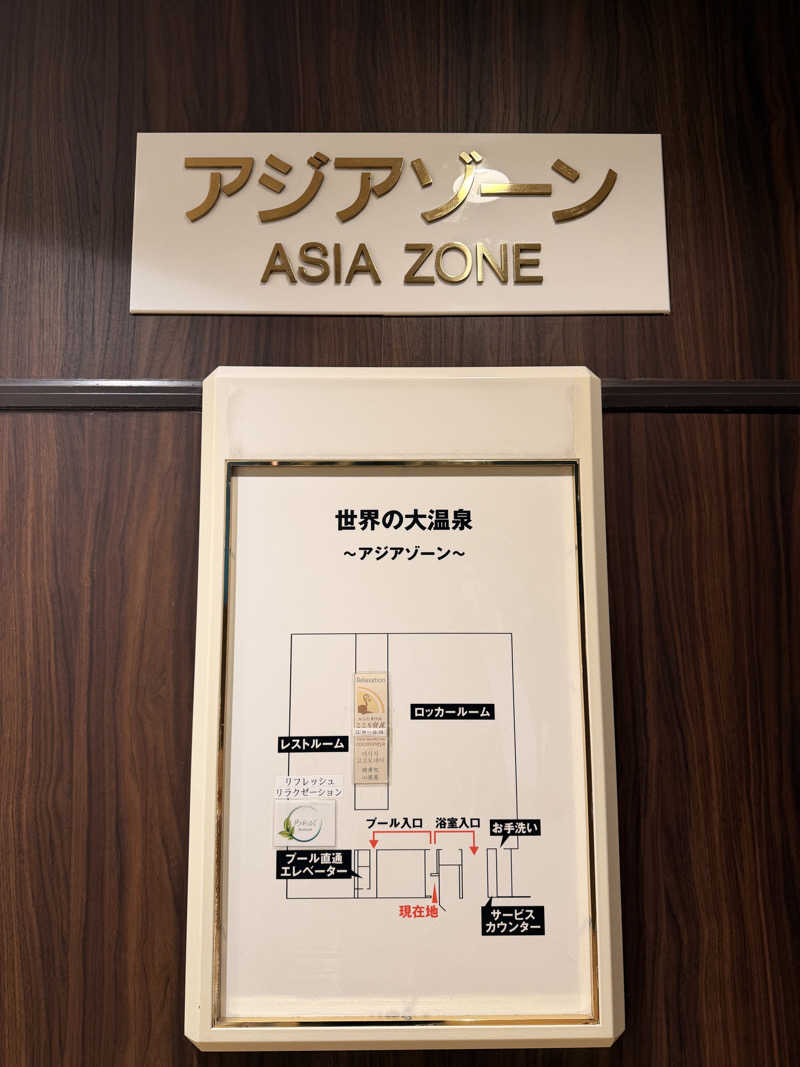 アジアゾーン
ASIA ZONE
世界の大温泉
～アジアゾーン～
Relaxation
ロッカールーム
レストルーム
リフレッシュ
リラクゼーション
プール入口
浴室入口
お手洗い
プール直通
エレベーター
現在地
サービス
カウンター